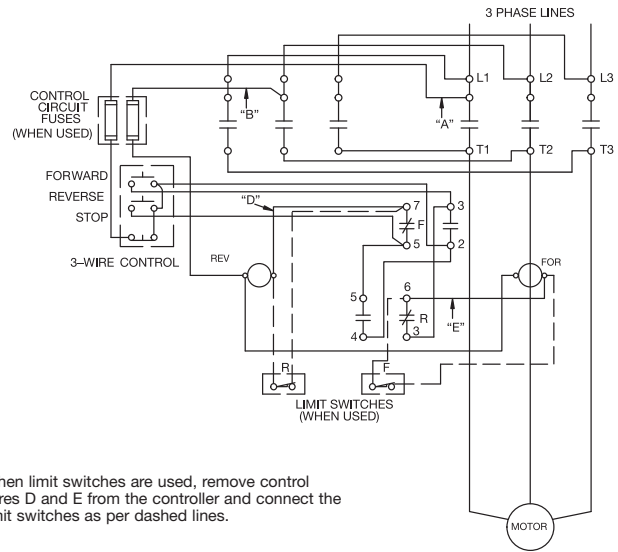 3 PHASE LINES
L1
L2
L3
CONTROL
CIRCUIT
FUSES
(WHEN USED)
"B"
"A"
T1
T2
T3
FORWARD
REVERSE
STOP
3–WIRE CONTROL
"D"
7
F
5
3
2
REV
FOR
5
4
6
R
3
"E"
R
F
LIMIT SWITCHES
(WHEN USED)
hen limit switches are used, remove control
res D and E from the controller and connect the
nit switches as per dashed lines.
MOTOR